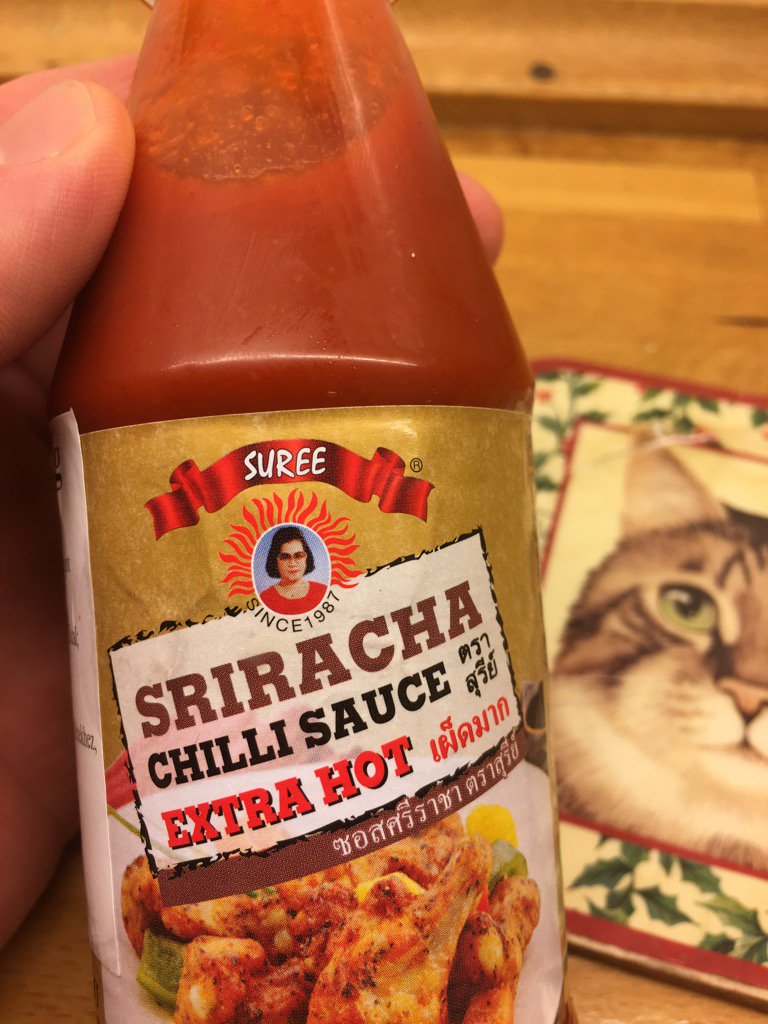 SUREE ®
SINCE 1987
SRIRACHA
CHILLI SAUCE ตรา สุรีย์
EXTRA HOT เผ็ดมาก
ซอสศรีราชา ตราสุรีย์